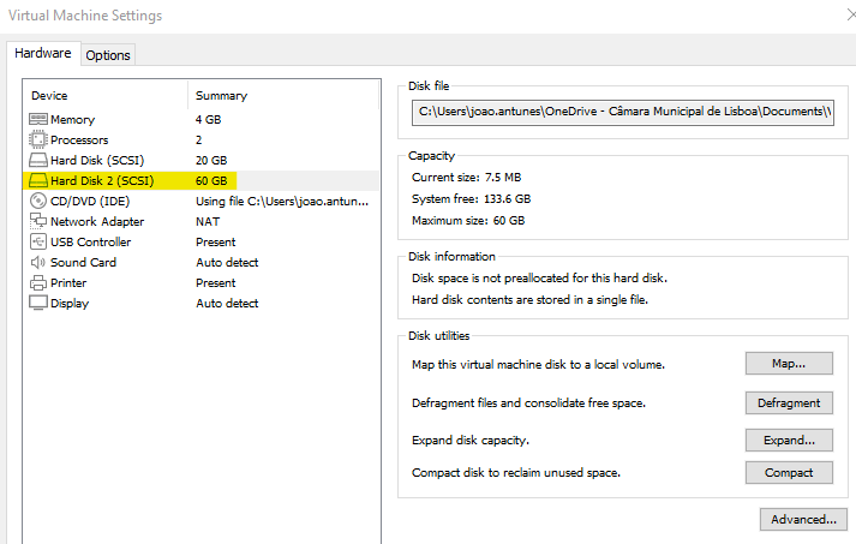 Virtual Machine Settings
Hardware Options
Device Summary
Memory 4 GB
Processors 2
Hard Disk (SCSI) 20 GB
Hard Disk 2 (SCSI) 60 GB
CD/DVD (IDE) Using file C:\Users\joao.antun...
Network Adapter NAT
USB Controller Present
Sound Card Auto detect
Printer Present
Display Auto detect
Disk file
C:\Users\joao.antunes\OneDrive - Câmara Municipal de Lisboa\Documents\
Capacity
Current size: 7.5 MB
System free: 133.6 GB
Maximum size: 60 GB
Disk information
Disk space is not preallocated for this hard disk.
Hard disk contents are stored in a single file.
Disk utilities
Map this virtual machine disk to a local volume. Map...
Defragment files and consolidate free space. Defragment
Expand disk capacity. Expand...
Compact disk to reclaim unused space. Compact
Advanced...